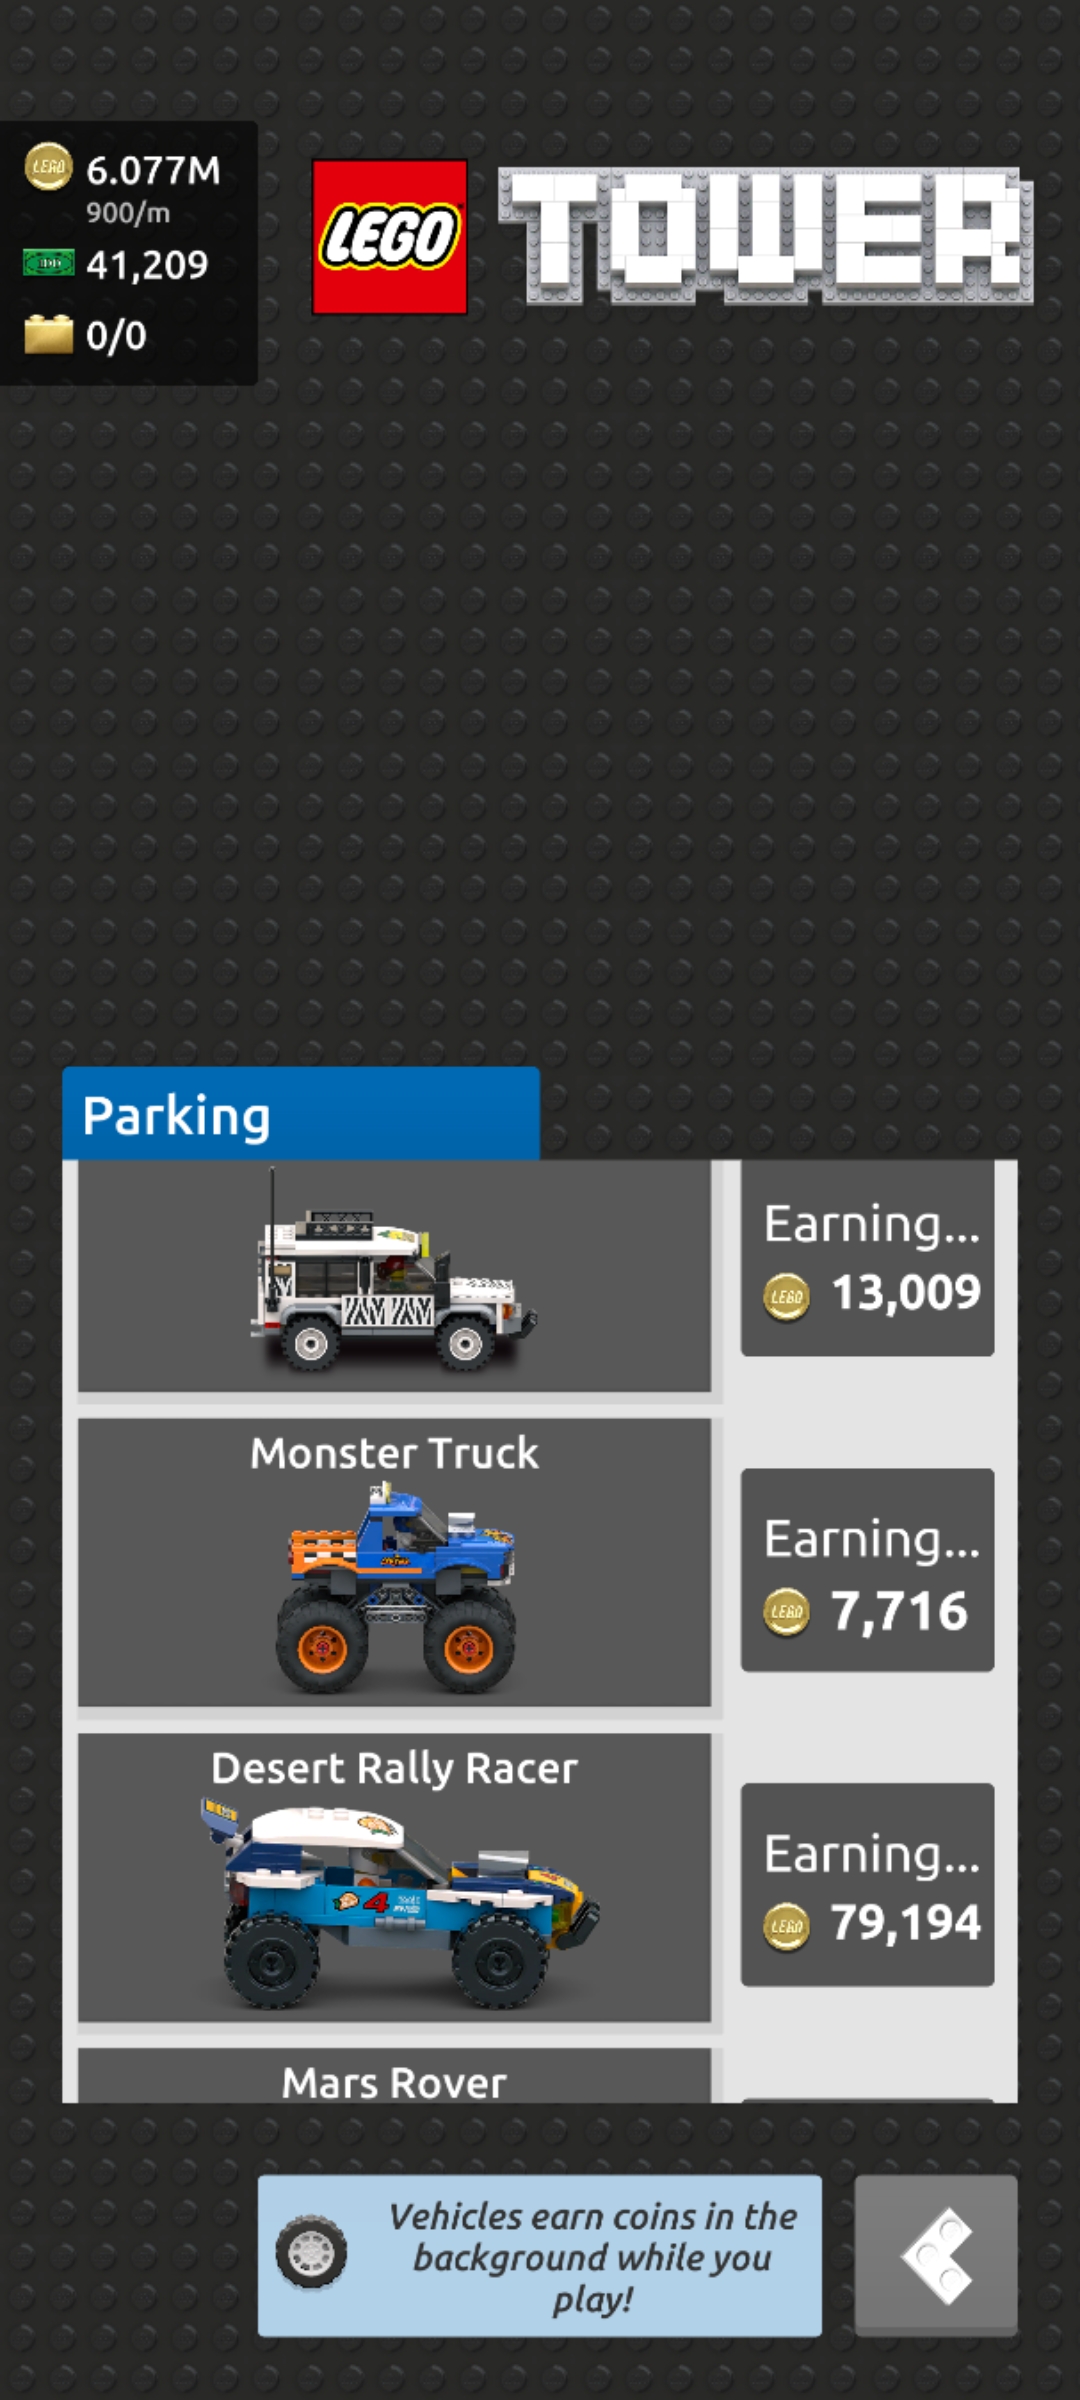 6.077M
900/m
41,209
0/0
LEGO
TOWER
Parking
Earning...
13,009
Monster Truck
Earning...
7,716
Desert Rally Racer
4
Earning...
79,194
Mars Rover
Vehicles earn coins in the
background while you
play!